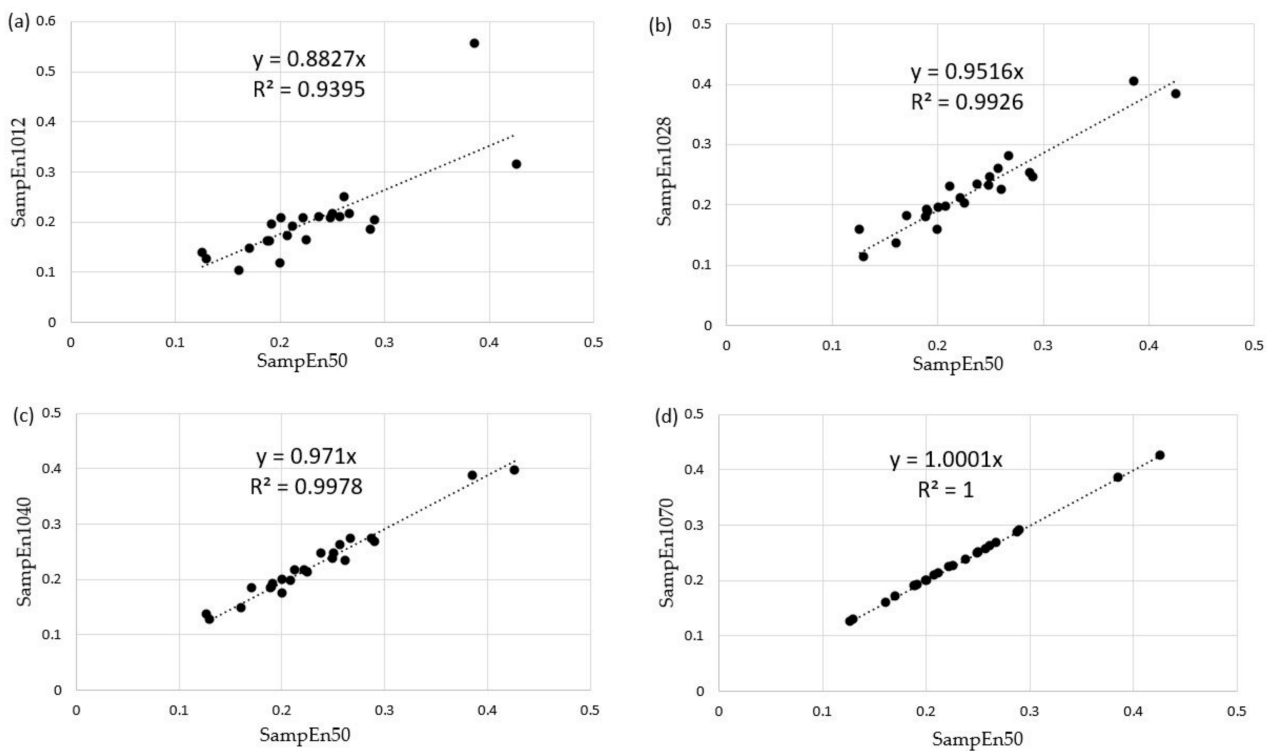 (a)
0.6
0.5
0.4
0.3
0.2
0.1
0
SampEn1012
y = 0.8827x
R² = 0.9395
0 0.1 0.2 0.3 0.4 0.5
SampEn50
(b)
0.5
0.4
0.3
0.2
0.1
0
SampEn1028
y = 0.9516x
R² = 0.9926
0 0.1 0.2 0.3 0.4 0.5
SampEn50
(c)
0.5
0.4
0.3
0.2
0.1
0
SampEn1040
y = 0.971x
R² = 0.9978
0 0.1 0.2 0.3 0.4 0.5
SampEn50
(d)
0.5
0.4
0.3
0.2
0.1
0
SampEn1070
y = 1.0001x
R² = 1
0 0.1 0.2 0.3 0.4 0.5
SampEn50